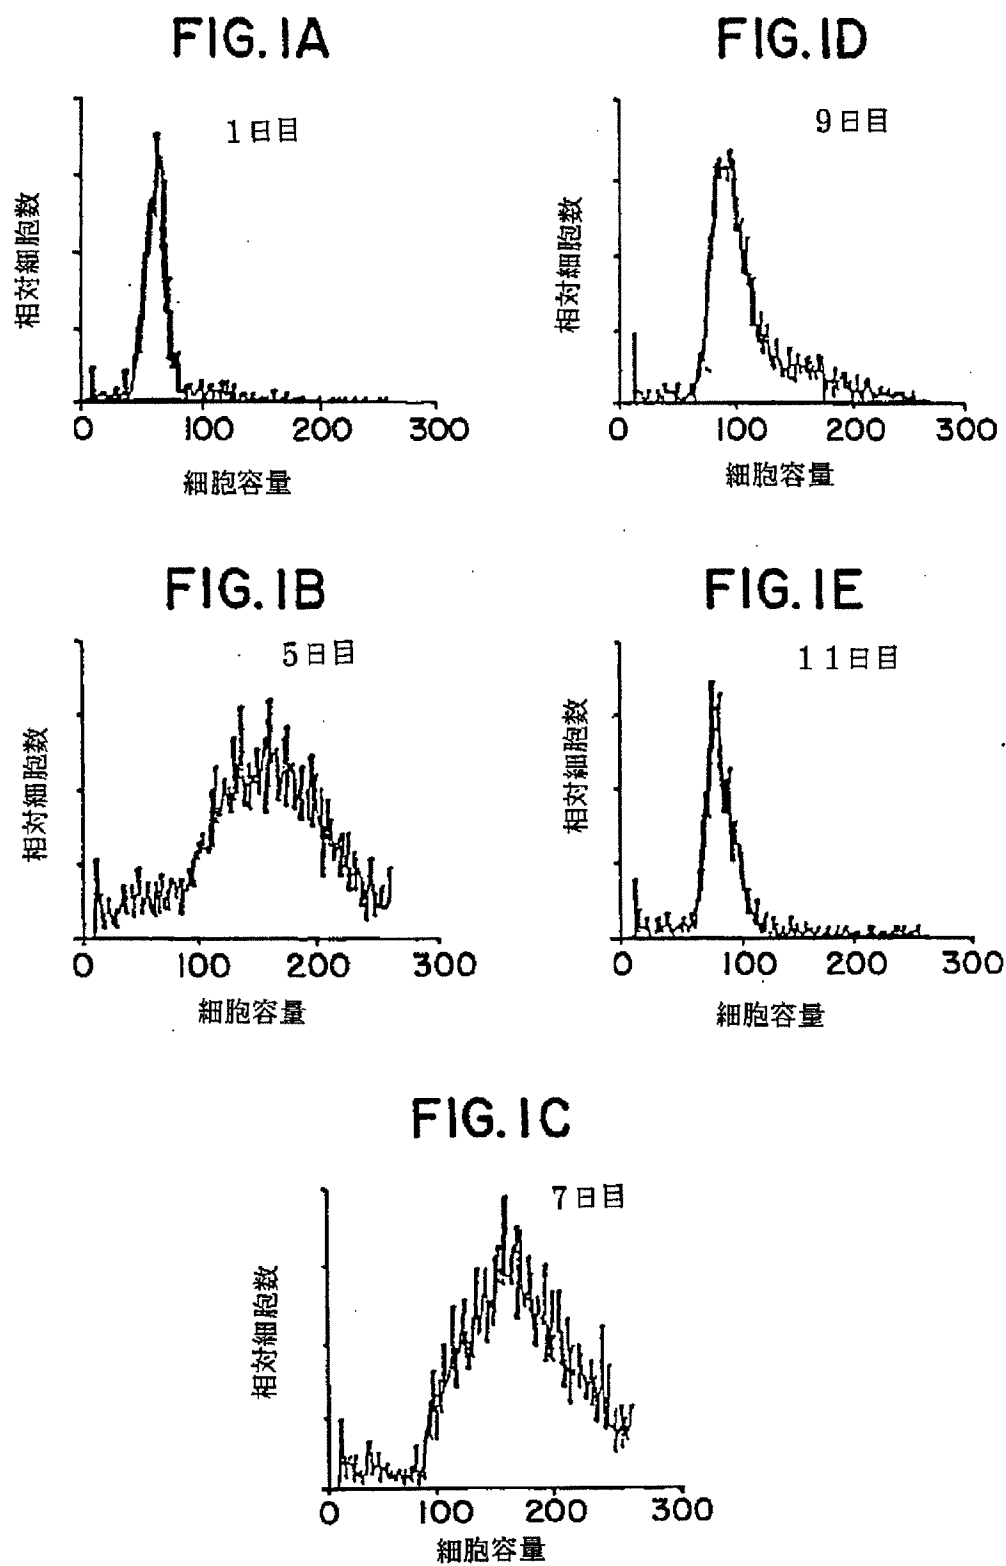 FIG. 1A
1日目
相対細胞数
0 100 200 300
細胞容量
FIG. 1D
9日目
相対細胞数
0 100 200 300
細胞容量
FIG. 1B
5日目
相対細胞数
0 100 200 300
細胞容量
FIG. 1E
11日目
相対細胞数
0 100 200 300
細胞容量
FIG. 1C
7日目
相対細胞数
0 100 200 300
細胞容量